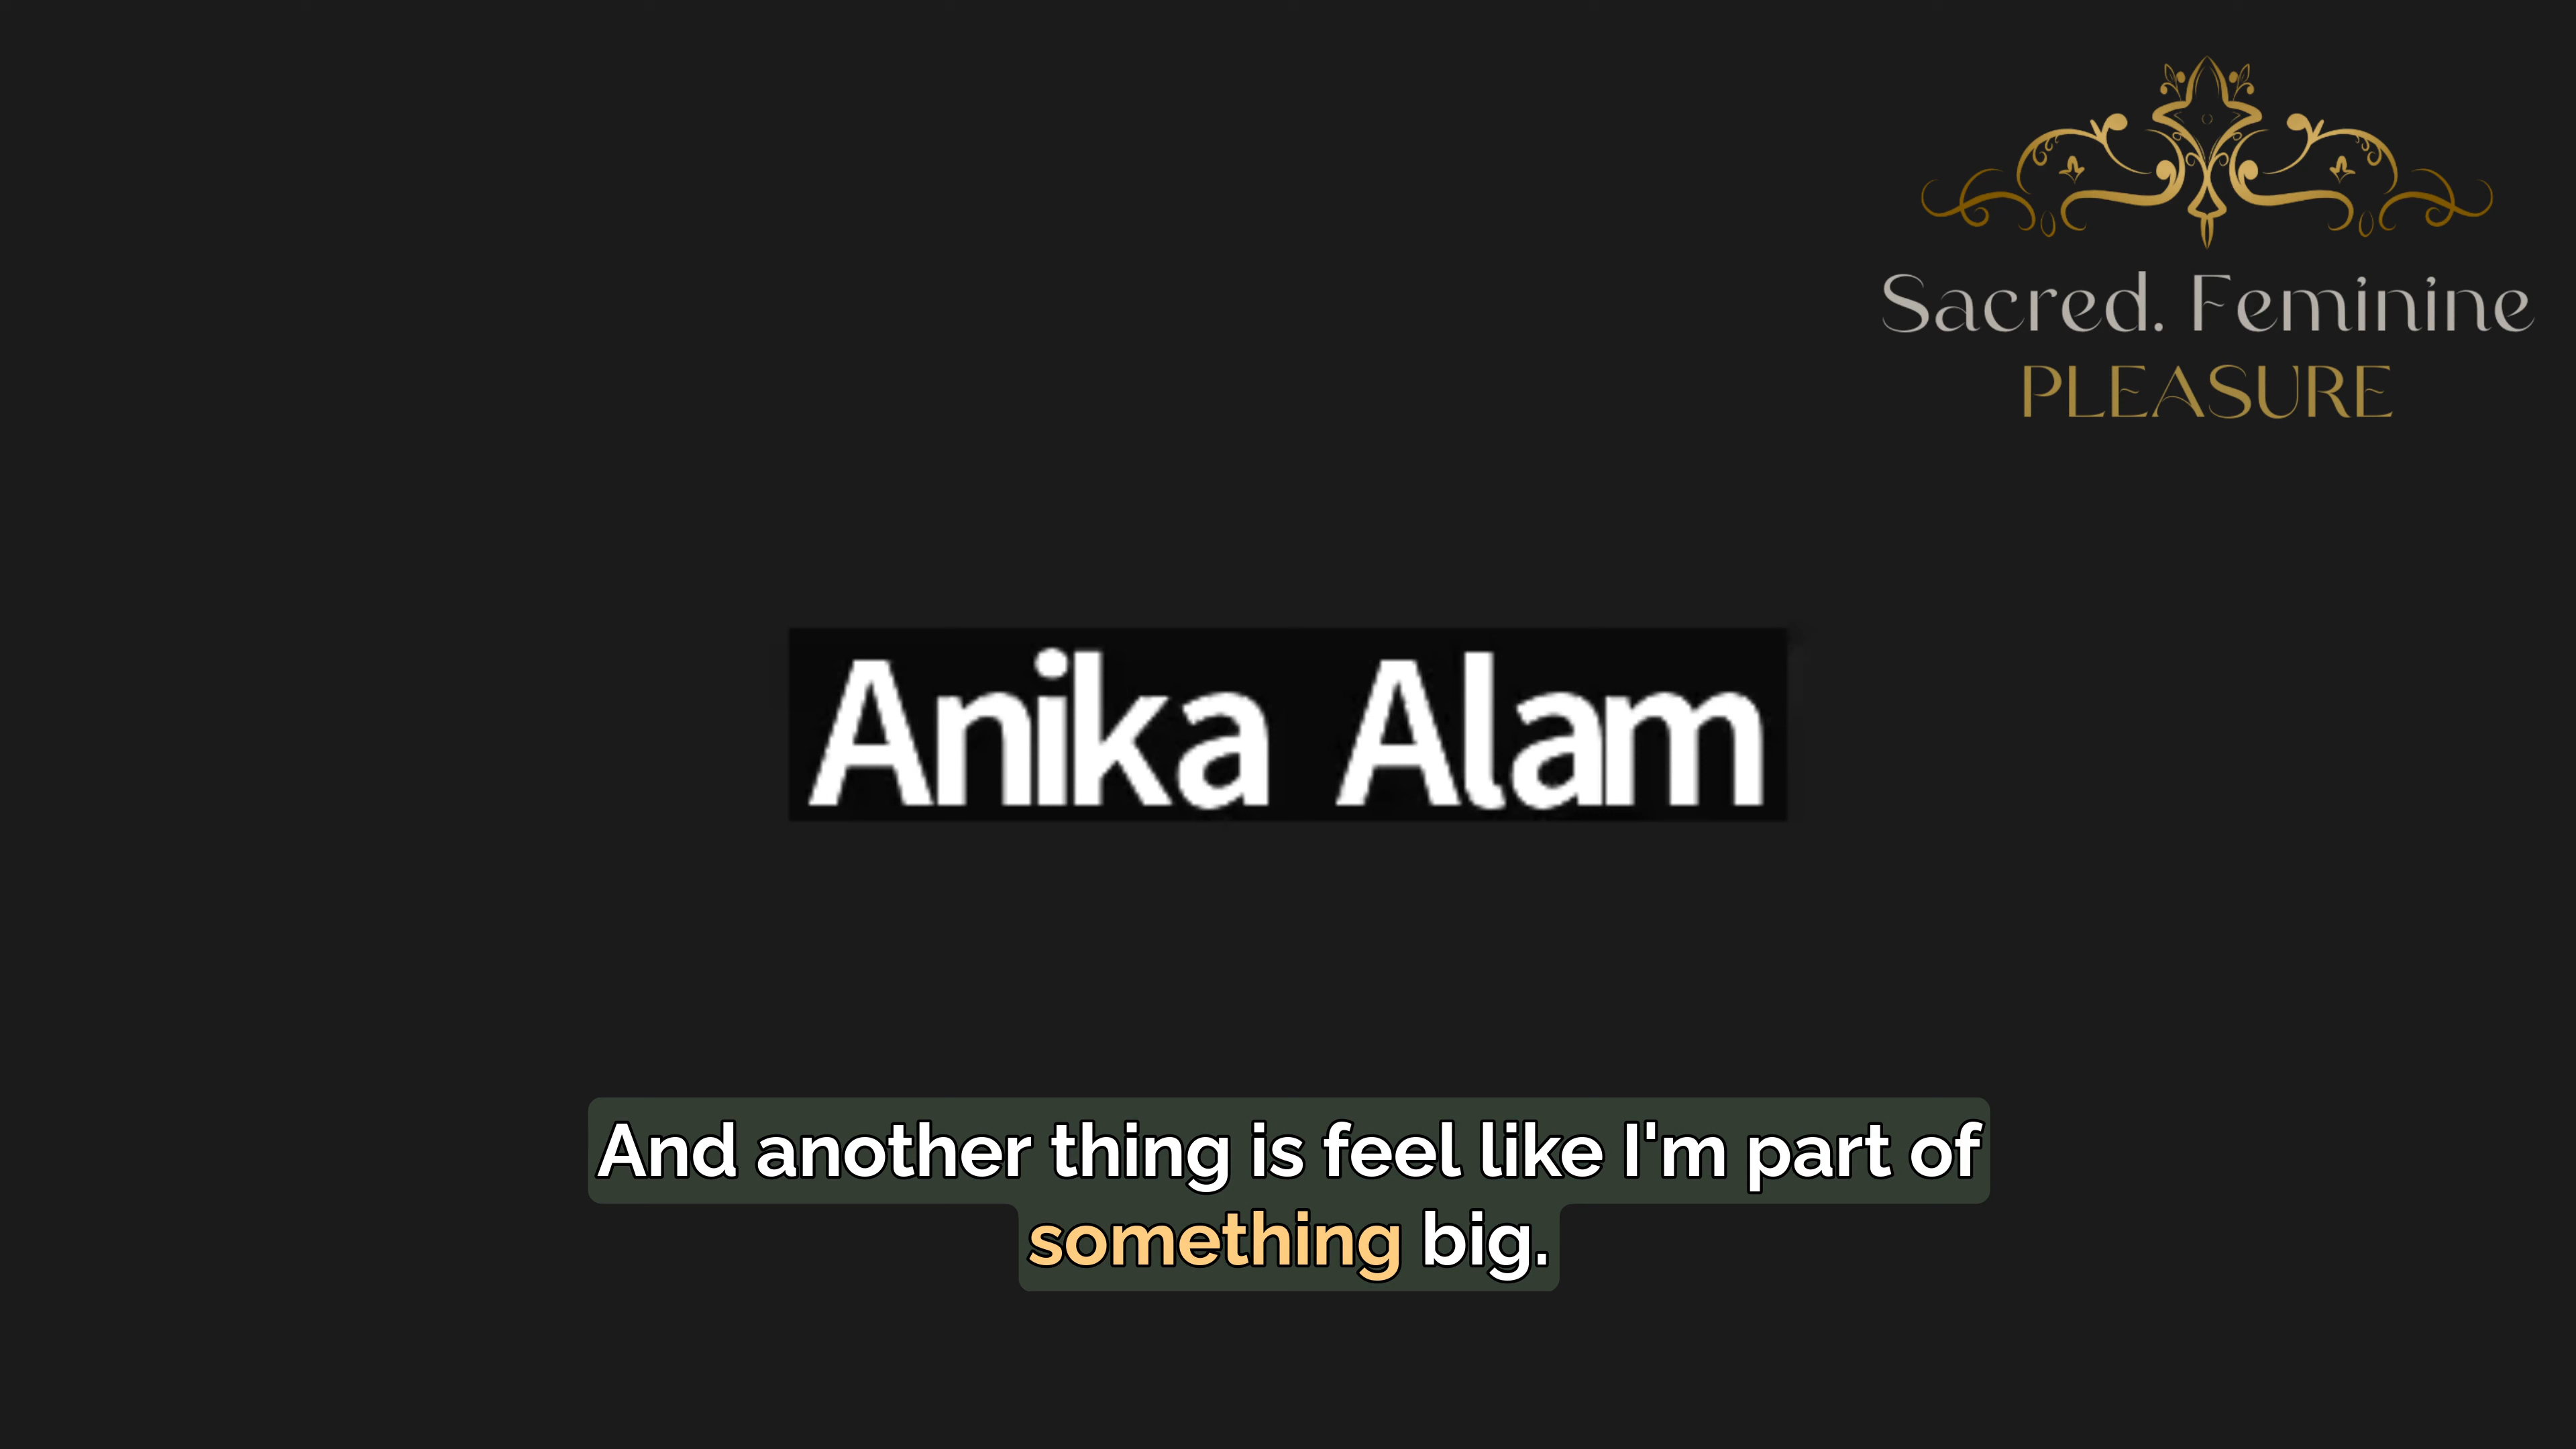 Sacred. Feminine
PLEASURE
Anika Alam
And another thing is feel like I'm part of
something big.